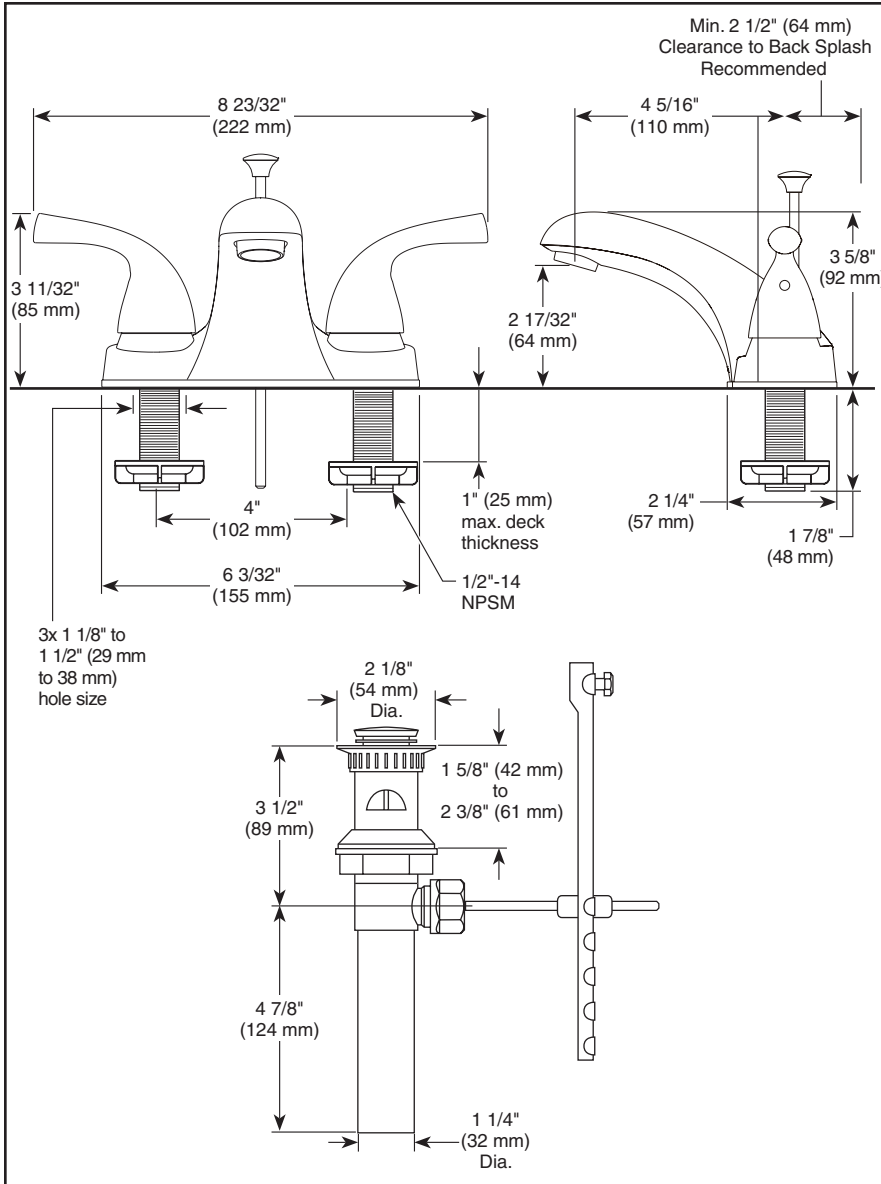 Min. 2 1/2" (64 mm)
Clearance to Back Splash
Recommended
8 23/32"
(222 mm)
4 5/16"
(110 mm)
3 11/32"
(85 mm)
2 17/32"
(64 mm)
3 5/8"
(92 mm)
4"
(102 mm)
1" (25 mm)
max. deck
thickness
2 1/4"
(57 mm)
1 7/8"
(48 mm)
6 3/32"
(155 mm)
1/2"-14
NPSM
3x 1 1/8" to
1 1/2" (29 mm
to 38 mm)
hole size
2 1/8"
(54 mm)
Dia.
1 5/8" (42 mm)
to
2 3/8" (61 mm)
3 1/2"
(89 mm)
4 7/8"
(124 mm)
1 1/4"
(32 mm)
Dia.